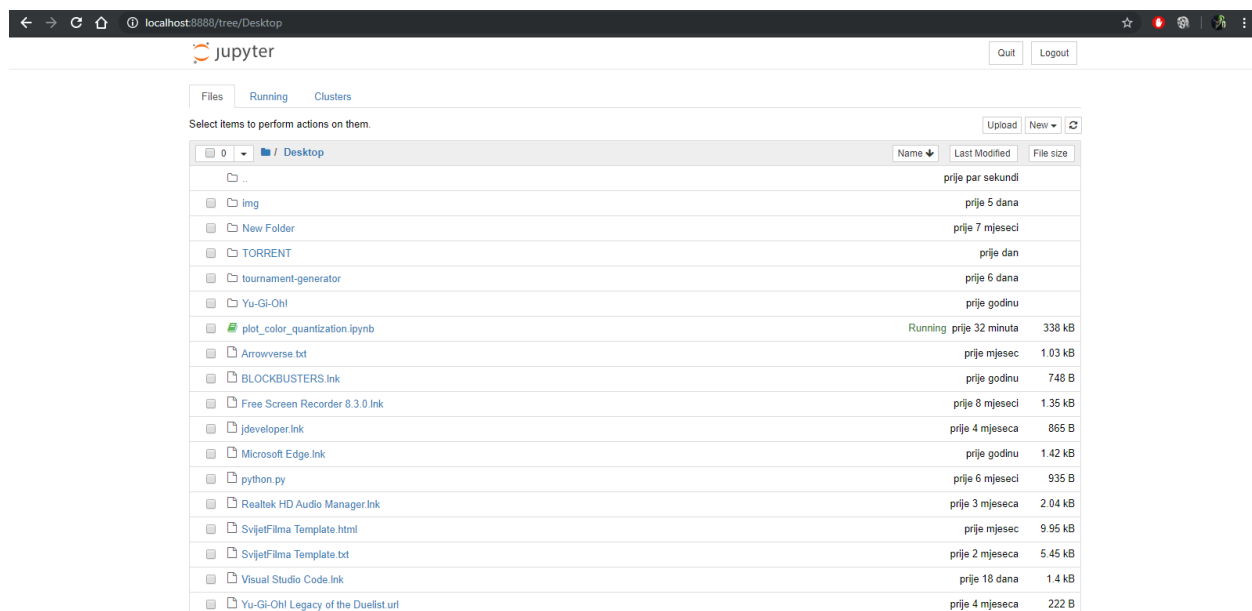 localhost:8888/tree/Desktop
jupyter Quit Logout
Files Running Clusters
Select items to perform actions on them. Upload New
0 / Desktop Name Last Modified File size
.. prije par sekundi
img prije 5 dana
New Folder prije 7 mjeseci
TORRENT prije dan
tournament-generator prije 6 dana
Yu-Gi-Oh! prije godinu
plot_color_quantization.ipynb Running prije 32 minuta 338 kB
Arrowverse.txt prije mjesec 1.03 kB
BLOCKBUSTERS.lnk prije godinu 748 B
Free Screen Recorder 8.3.0.lnk prije 8 mjeseci 1.35 kB
jdeveloper.lnk prije 4 mjeseca 865 B
Microsoft Edge.lnk prije godinu 1.42 kB
python.py prije 6 mjeseci 935 B
Realtek HD Audio Manager.lnk prije 3 mjeseca 2.04 kB
SvijetFilma Template.html prije mjesec 9.95 kB
SvijetFilma Template.txt prije 2 mjeseca 5.45 kB
Visual Studio Code.lnk prije 18 dana 1.4 kB
Yu-Gi-Oh! Legacy of the Duelist.url prije 4 mjeseca 222 B